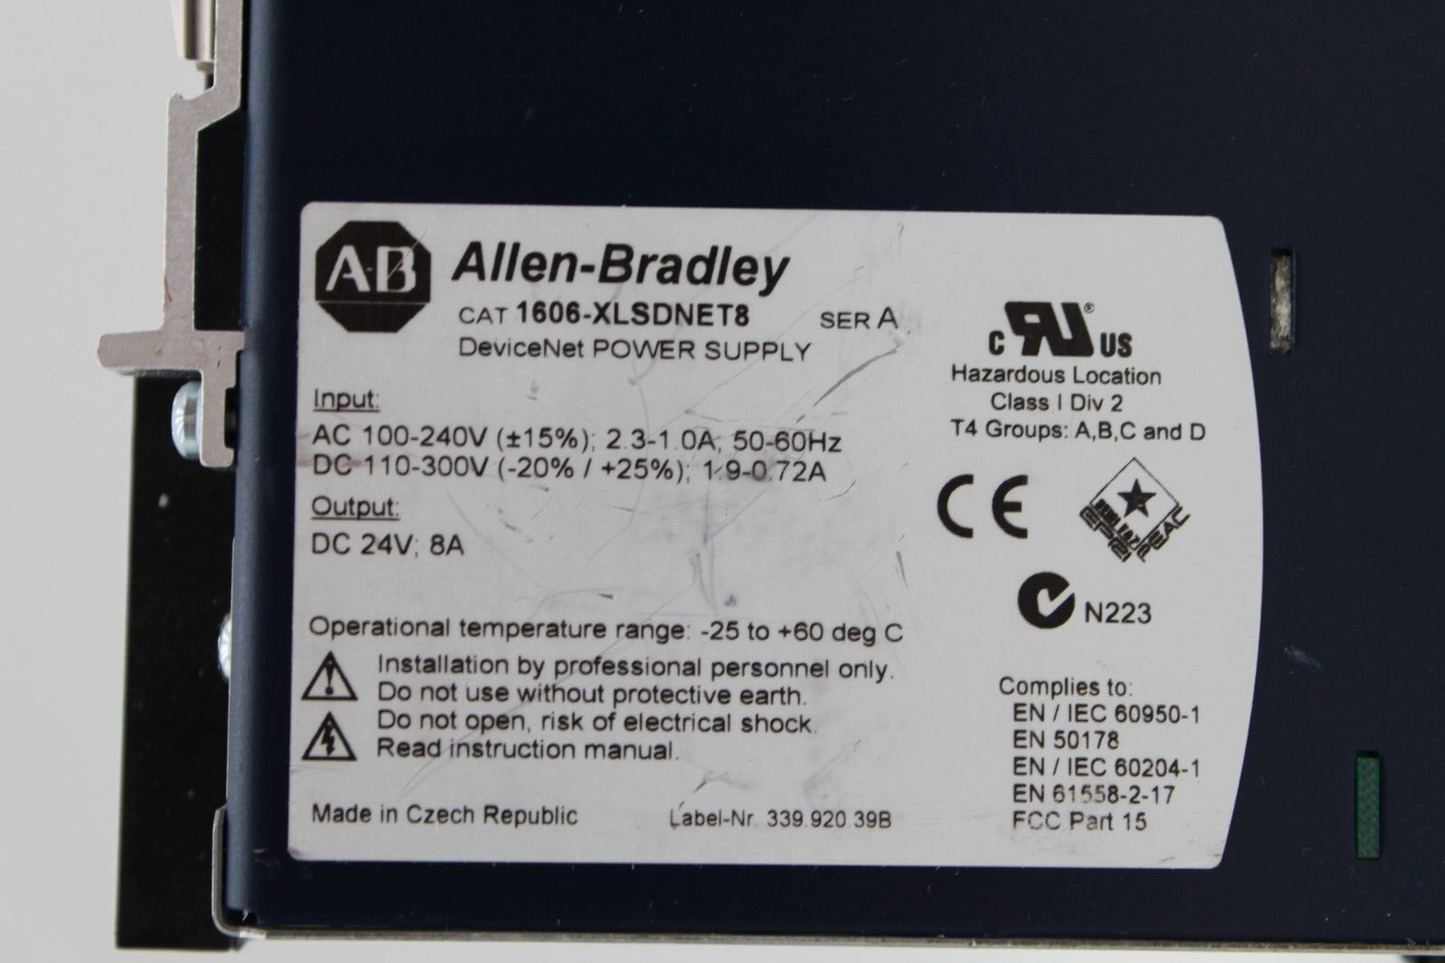 A-B
Allen-Bradley
CAT 1606-XLSDNET8 SER A
DeviceNet POWER SUPPLY
Input:
AC 100-240V (±15%); 2.3-1.0A, 50-60Hz
DC 110-300V (-20% / +25%); 1.9-0.72A
Output:
DC 24V; 8A
Operational temperature range: -25 to +60 deg C
Installation by professional personnel only.
Do not use without protective earth.
Do not open, risk of electrical shock.
Read instruction manual.
Made in Czech Republic
Label-Nr. 339.920.39B
C RU ® US
Hazardous Location
Class I Div 2
T4 Groups: A,B,C and D
CE
PEAC
N223
Complies to:
EN / IEC 60950-1
EN 50178
EN / IEC 60204-1
EN 61558-2-17
FCC Part 15